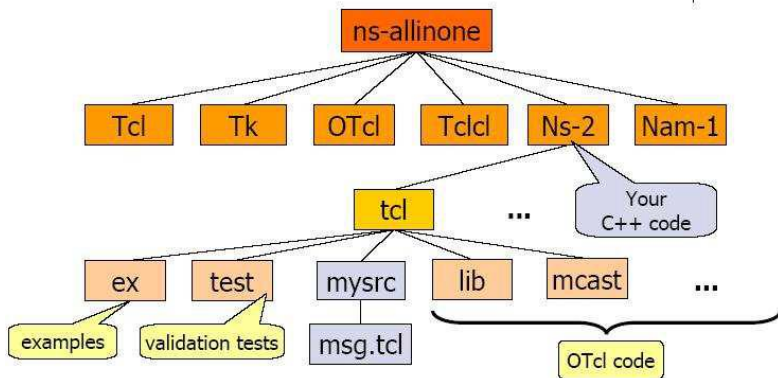 ns-allinone
Tcl
Tk
OTcl
Tclcl
Ns-2
Nam-1
tcl
...
Your
C++ code
ex
test
mysrc
lib
mcast
...
examples
validation tests
msg.tcl
OTcl code